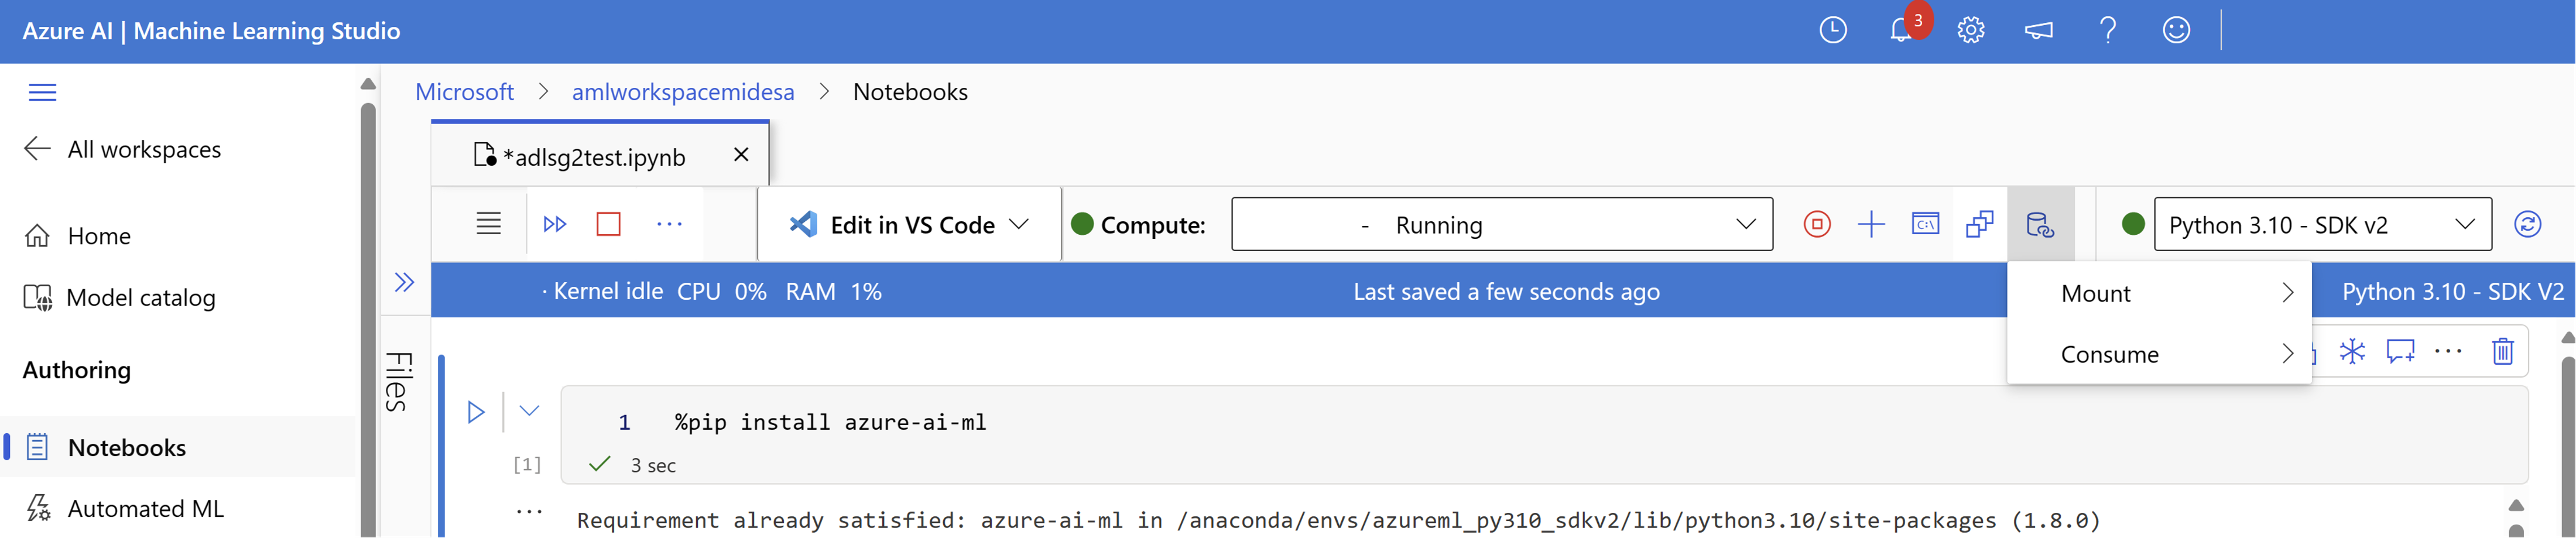 Azure AI | Machine Learning Studio
3
All workspaces
Home
Model catalog
Authoring
Notebooks
Automated ML
Files
Microsoft > amlworkspacemidesa > Notebooks
*adlsg2test.ipynb
Edit in VS Code
Compute:
- Running
C:\
Python 3.10 - SDK v2
· Kernel idle CPU 0% RAM 1%
Last saved a few seconds ago
Python 3.10 - SDK V2
Mount
Consume
1 %pip install azure-ai-ml
[1]
3 sec
Requirement already satisfied: azure-ai-ml in /anaconda/envs/azureml_py310_sdkv2/lib/python3.10/site-packages (1.8.0)